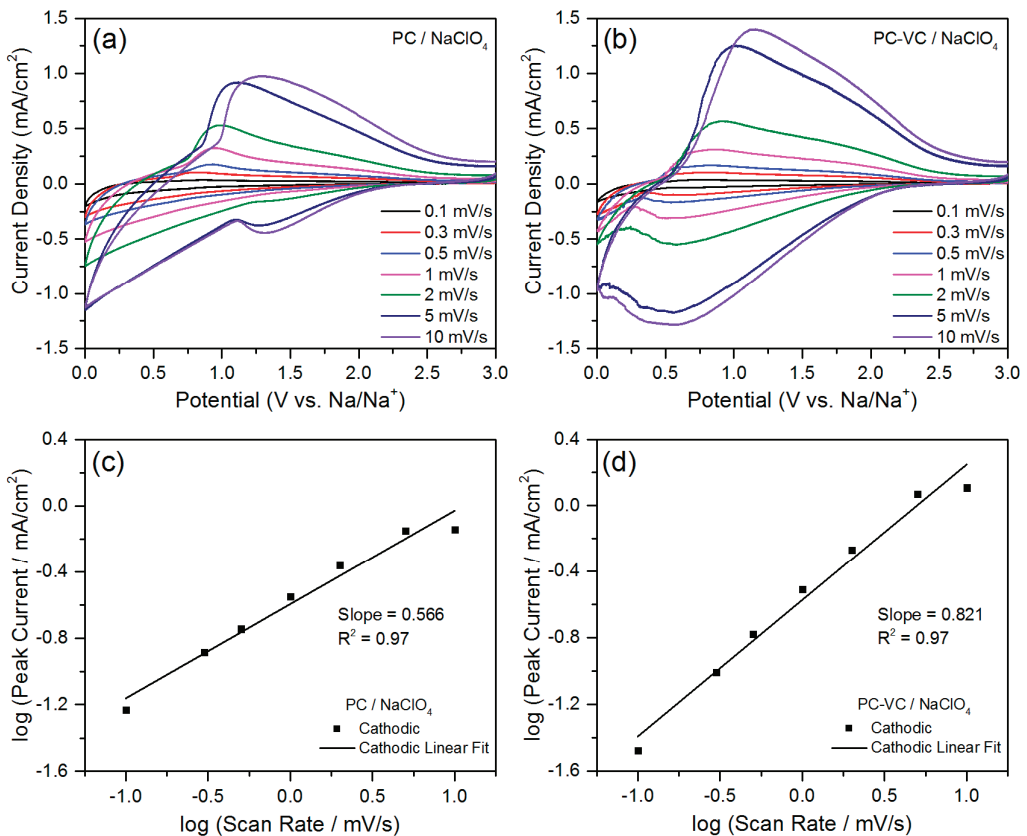 (a)
PC / NaClO4
Current Density (mA/cm2)
1.5
1.0
0.5
0.0
-0.5
-1.0
-1.5
0.1 mV/s
0.3 mV/s
0.5 mV/s
1 mV/s
2 mV/s
5 mV/s
10 mV/s
0.0 0.5 1.0 1.5 2.0 2.5 3.0
Potential (V vs. Na/Na+)
(b)
PC-VC / NaClO4
Current Density (mA/cm2)
1.5
1.0
0.5
0.0
-0.5
-1.0
-1.5
0.1 mV/s
0.3 mV/s
0.5 mV/s
1 mV/s
2 mV/s
5 mV/s
10 mV/s
0.0 0.5 1.0 1.5 2.0 2.5 3.0
Potential (V vs. Na/Na+)
(c)
log (Peak Current / mA/cm2)
0.4
0.0
-0.4
-0.8
-1.2
-1.6
Slope = 0.566
R2 = 0.97
PC / NaClO4
Cathodic
Cathodic Linear Fit
-1.0 -0.5 0.0 0.5 1.0
log (Scan Rate / mV/s)
(d)
log (Peak Current / mA/cm2)
0.4
0.0
-0.4
-0.8
-1.2
-1.6
Slope = 0.821
R2 = 0.97
PC-VC / NaClO4
Cathodic
Cathodic Linear Fit
-1.0 -0.5 0.0 0.5 1.0
log (Scan Rate / mV/s)